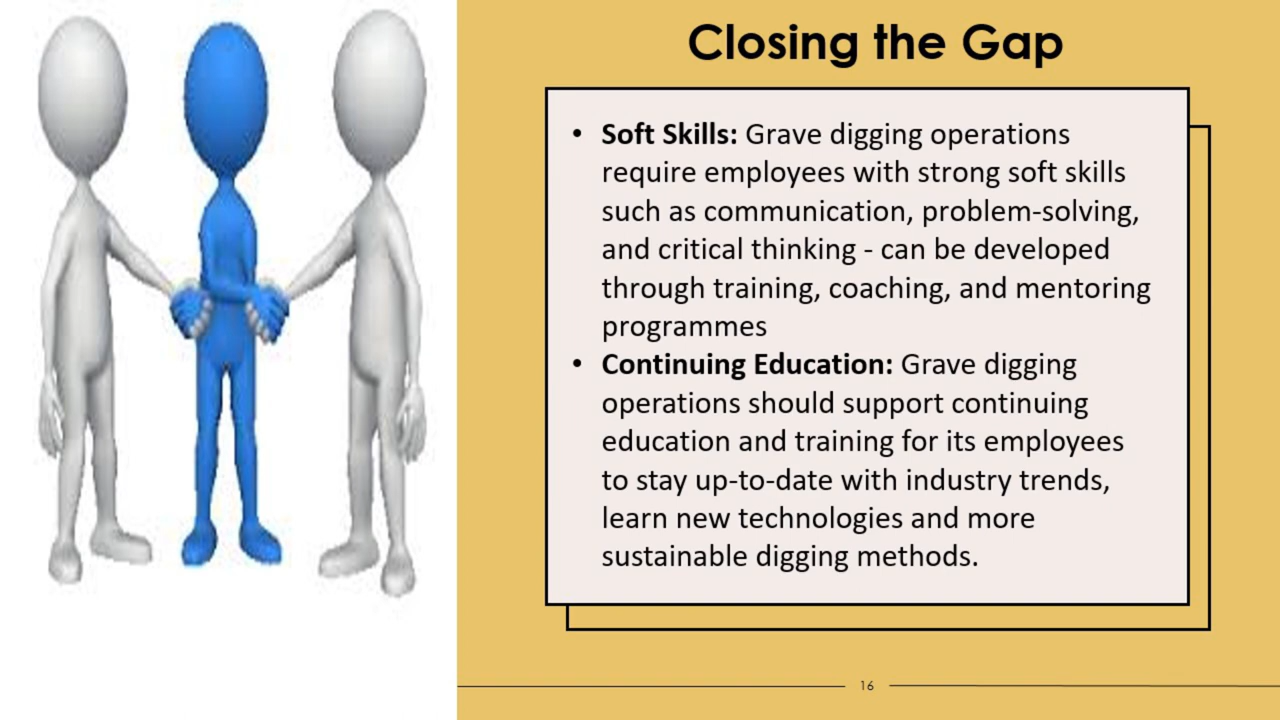 Closing the Gap
• Soft Skills: Grave digging operations
require employees with strong soft skills
such as communication, problem-solving,
and critical thinking - can be developed
through training, coaching, and mentoring
programmes
• Continuing Education: Grave digging
operations should support continuing
education and training for its employees
to stay up-to-date with industry trends,
learn new technologies and more
sustainable digging methods.
16